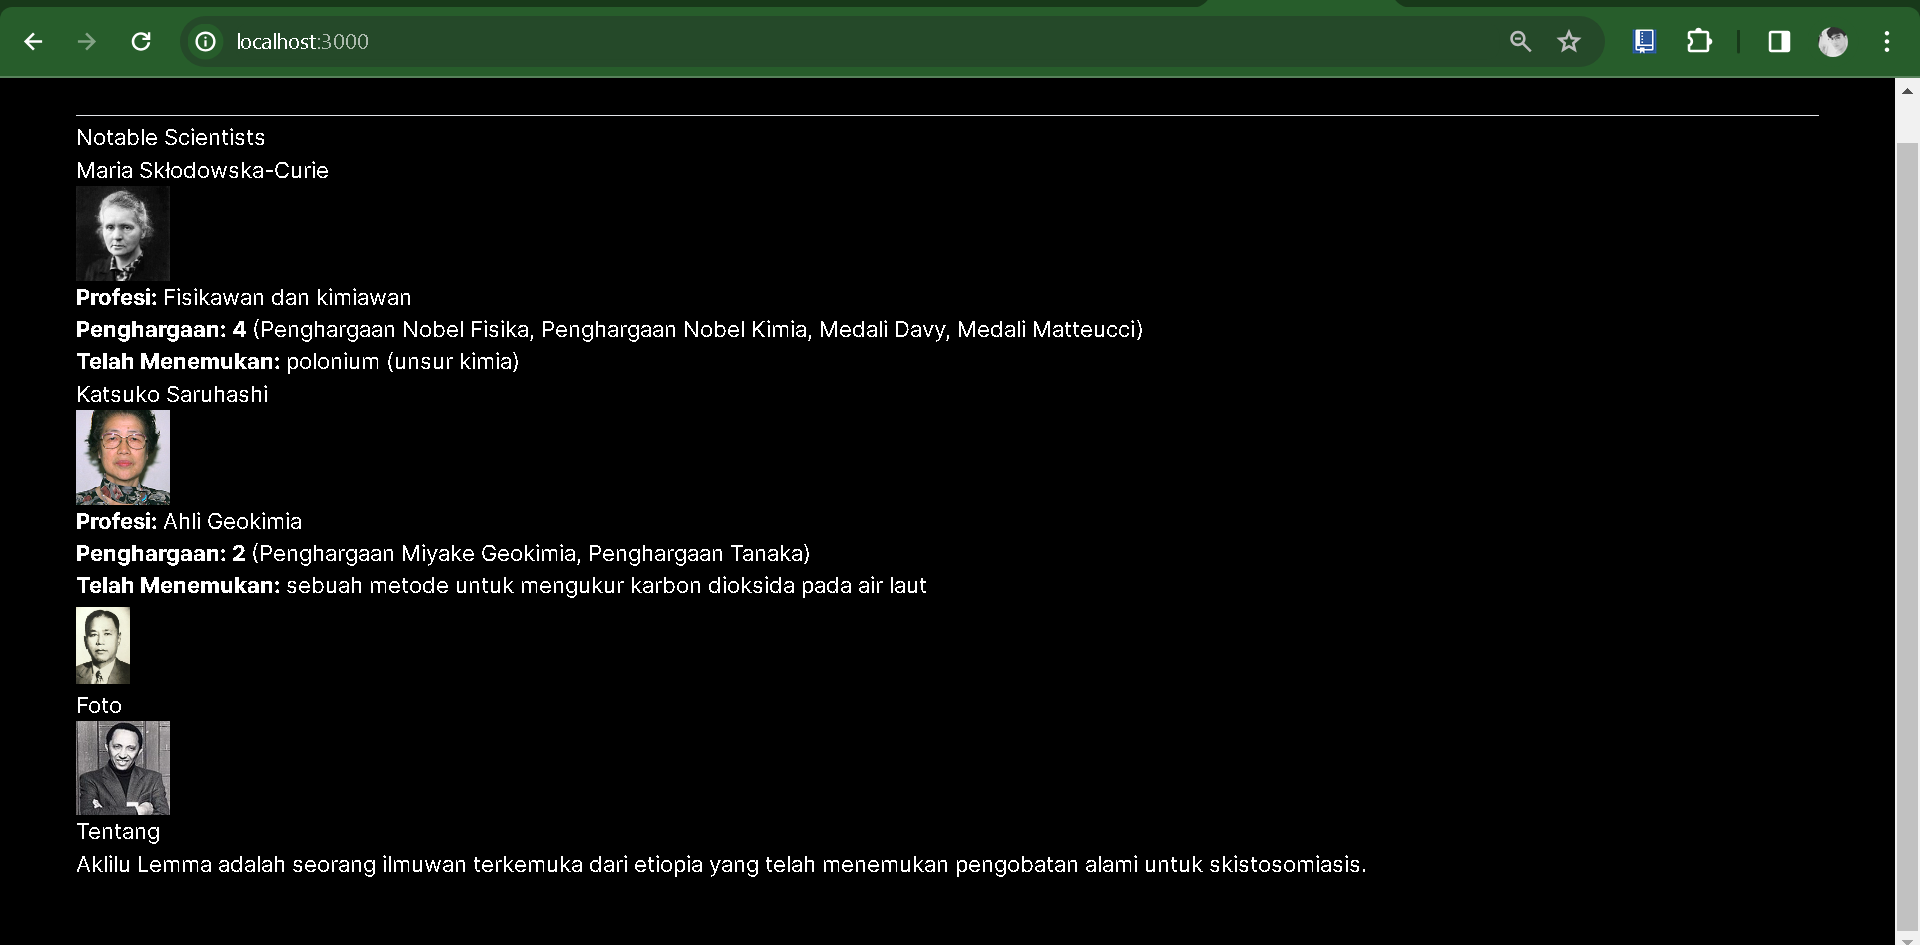 localhost:3000
Notable Scientists
Maria Skłodowska-Curie
Profesi: Fisikawan dan kimiawan
Penghargaan: 4 (Penghargaan Nobel Fisika, Penghargaan Nobel Kimia, Medali Davy, Medali Matteucci)
Telah Menemukan: polonium (unsur kimia)
Katsuko Saruhashi
Profesi: Ahli Geokimia
Penghargaan: 2 (Penghargaan Miyake Geokimia, Penghargaan Tanaka)
Telah Menemukan: sebuah metode untuk mengukur karbon dioksida pada air laut
Foto
Tentang
Aklilu Lemma adalah seorang ilmuwan terkemuka dari etiopia yang telah menemukan pengobatan alami untuk skistosomiasis.